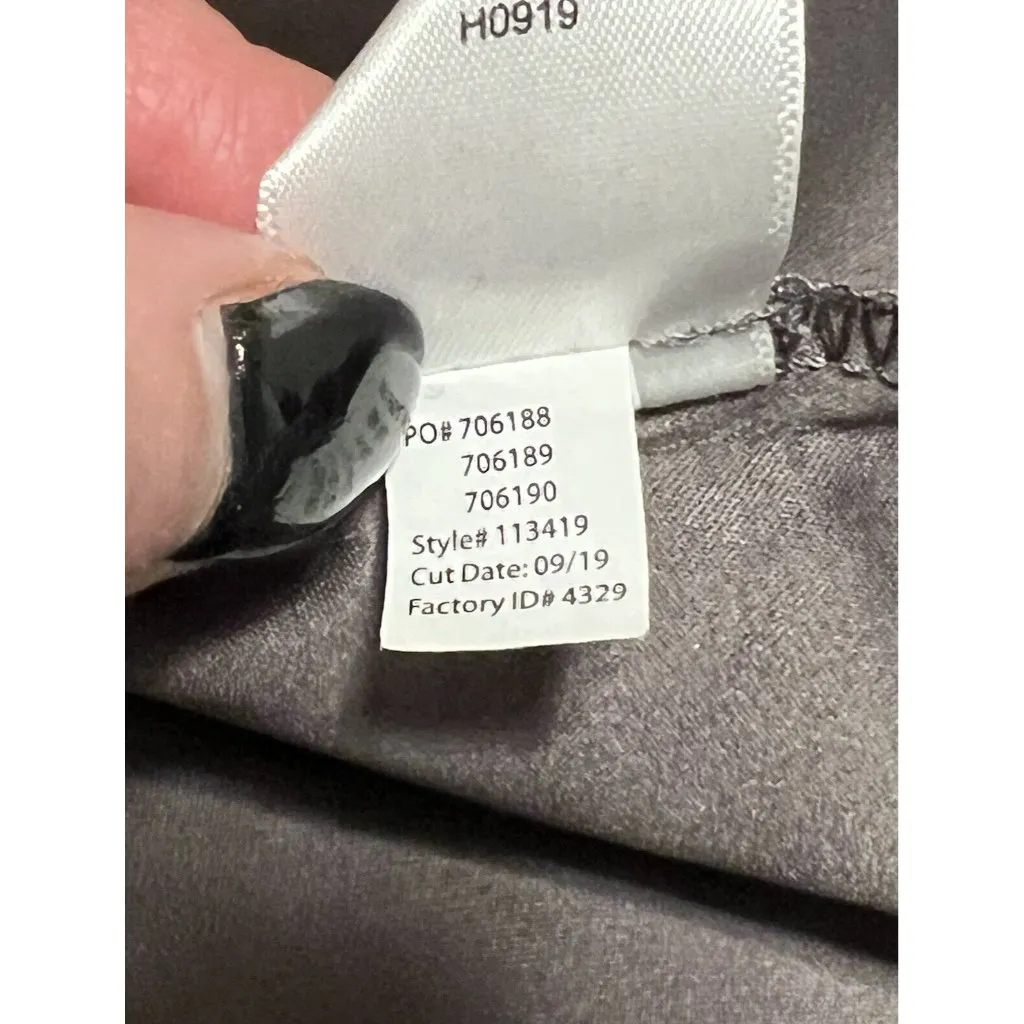 H0919
PO# 706188
706189
706190
Style# 113419
Cut Date: 09/19
Factory ID# 4329